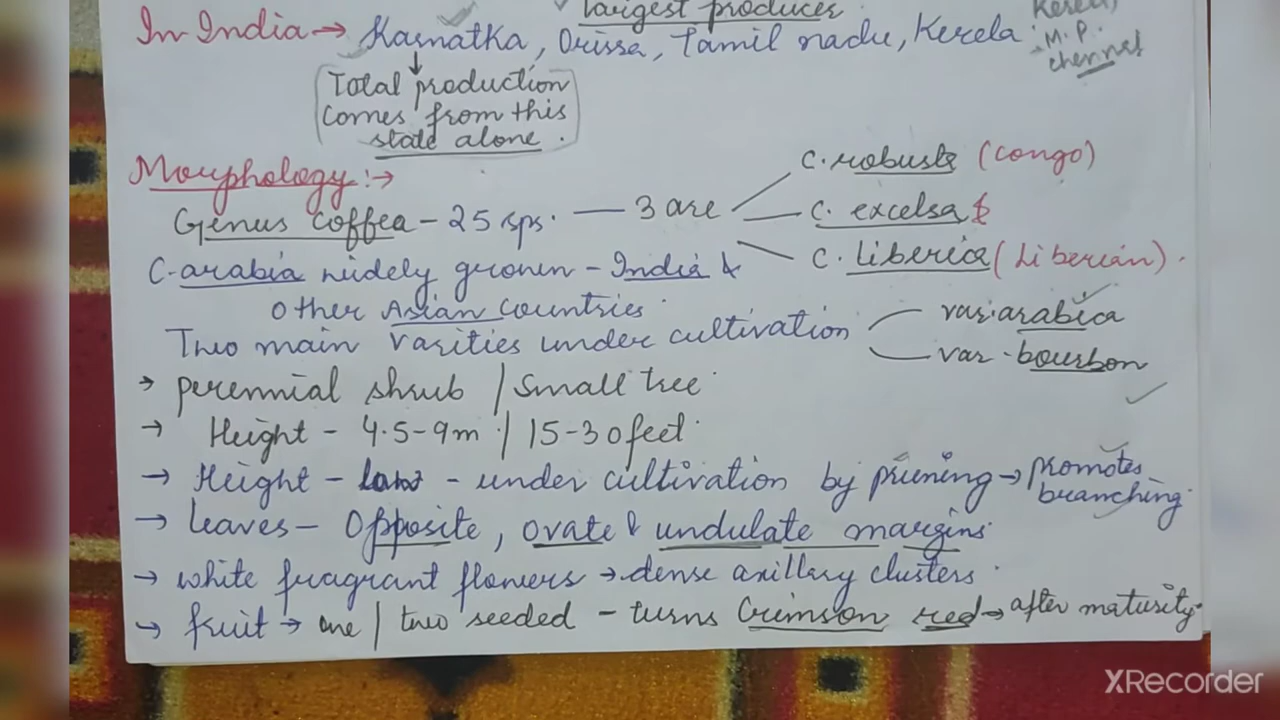 largest producer
In India → Karnatka, Orissa, Tamil nadu, Kerela
M.P.
chennai
Total production
Comes from this
state alone.
Morphology :→
Genus coffea - 25 sps. — 3 are
C. robusta (congo)
C. excelsa &
C. Liberia (Liberian).
C. arabia widely grown - India &
other Asian Countries.
Two main varities under cultivation
var. arabica
var. bourbon
→ perennial shrub / Small tree.
→ Height - 4.5-9m / 15-30 feet.
→ Height - low - under cultivation by pruning → promotes
branching.
→ Leaves - Opposite, ovate & undulate margins.
→ white fragrant flowers → dense axillary clusters.
→ fruit → one / two seeded - turns Crimson red → after maturity.
XRecorder